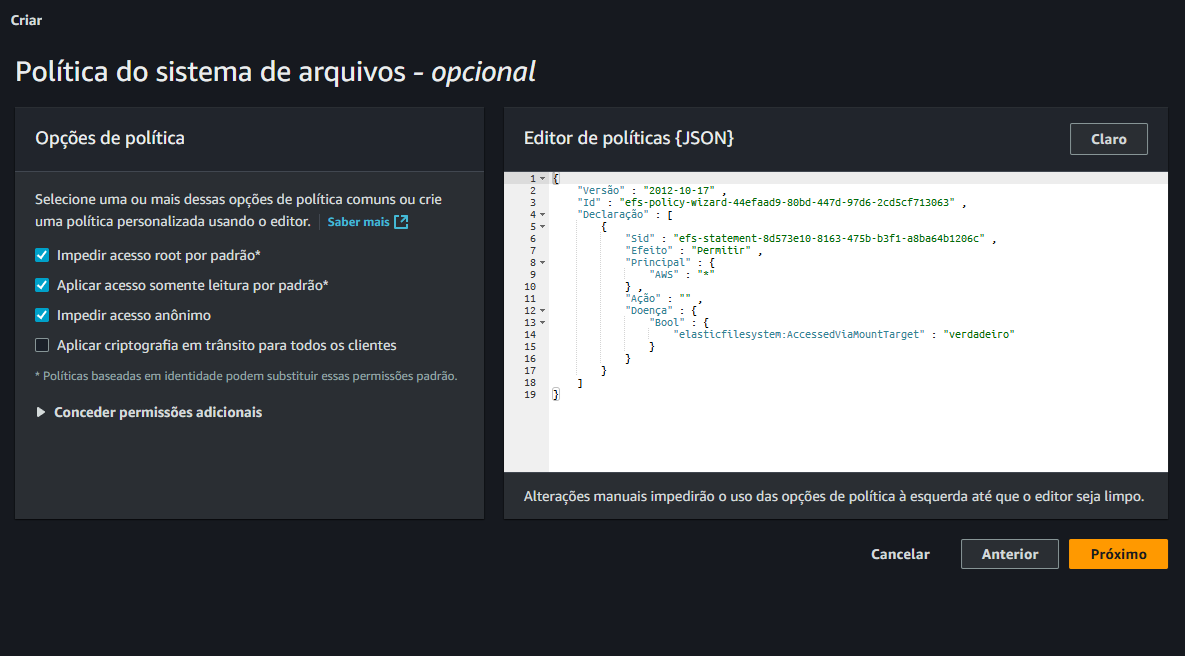 Criar
Política do sistema de arquivos - opcional
Opções de política
Selecione uma ou mais dessas opções de política comuns ou crie
uma política personalizada usando o editor. Saber mais
Impedir acesso root por padrão*
Aplicar acesso somente leitura por padrão*
Impedir acesso anônimo
Aplicar criptografia em trânsito para todos os clientes
* Políticas baseadas em identidade podem substituir essas permissões padrão.
Conceder permissões adicionais
Editor de políticas {JSON}
Claro
1 {
2 "Versão" : "2012-10-17" ,
3 "Id" : "efs-policy-wizard-44efaad9-80bd-447d-97d6-2cd5cf713063" ,
4 "Declaração" : [
5 {
6 "Sid" : "efs-statement-8d573e10-8163-475b-b3f1-a8ba64b1206c" ,
7 "Efeito" : "Permitir" ,
8 "Principal" : {
9 "AWS" : "*"
10 } ,
11 "Ação" : "" ,
12 "Doença" : {
13 "Bool" : {
14 "elasticfilesystem:AccessedViaMountTarget" : "verdadeiro"
15 }
16 }
17 }
18 ]
19 }
Alterações manuais impedirão o uso das opções de política à esquerda até que o editor seja limpo.
Cancelar
Anterior
Próximo